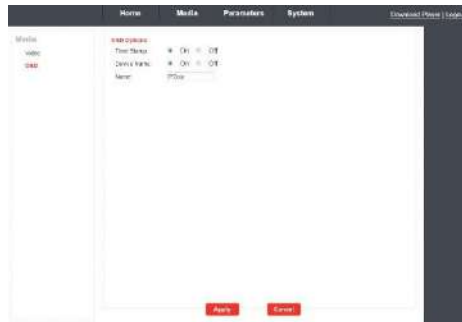 Home Media Parameters System
Download Player | Login
Media
Video
OSD
OSD Options
Time Stamp: On Off
Device Name: On Off
Name:
Apply Cancel